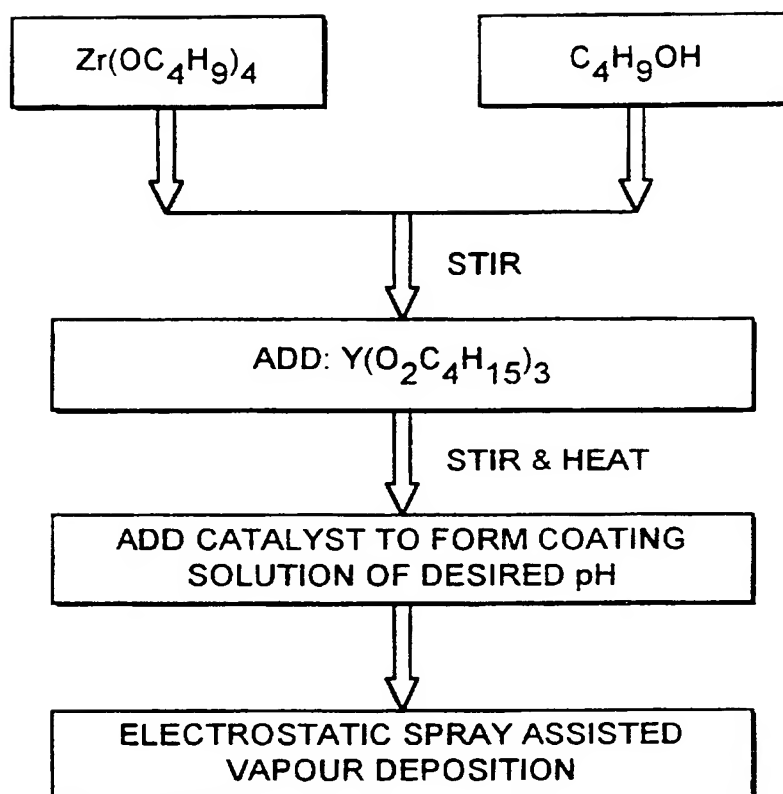 Zr(OC4H9)4
C4H9OH
STIR
ADD: Y(O2C4H15)3
STIR & HEAT
ADD CATALYST TO FORM COATING
SOLUTION OF DESIRED pH
ELECTROSTATIC SPRAY ASSISTED
VAPOUR DEPOSITION